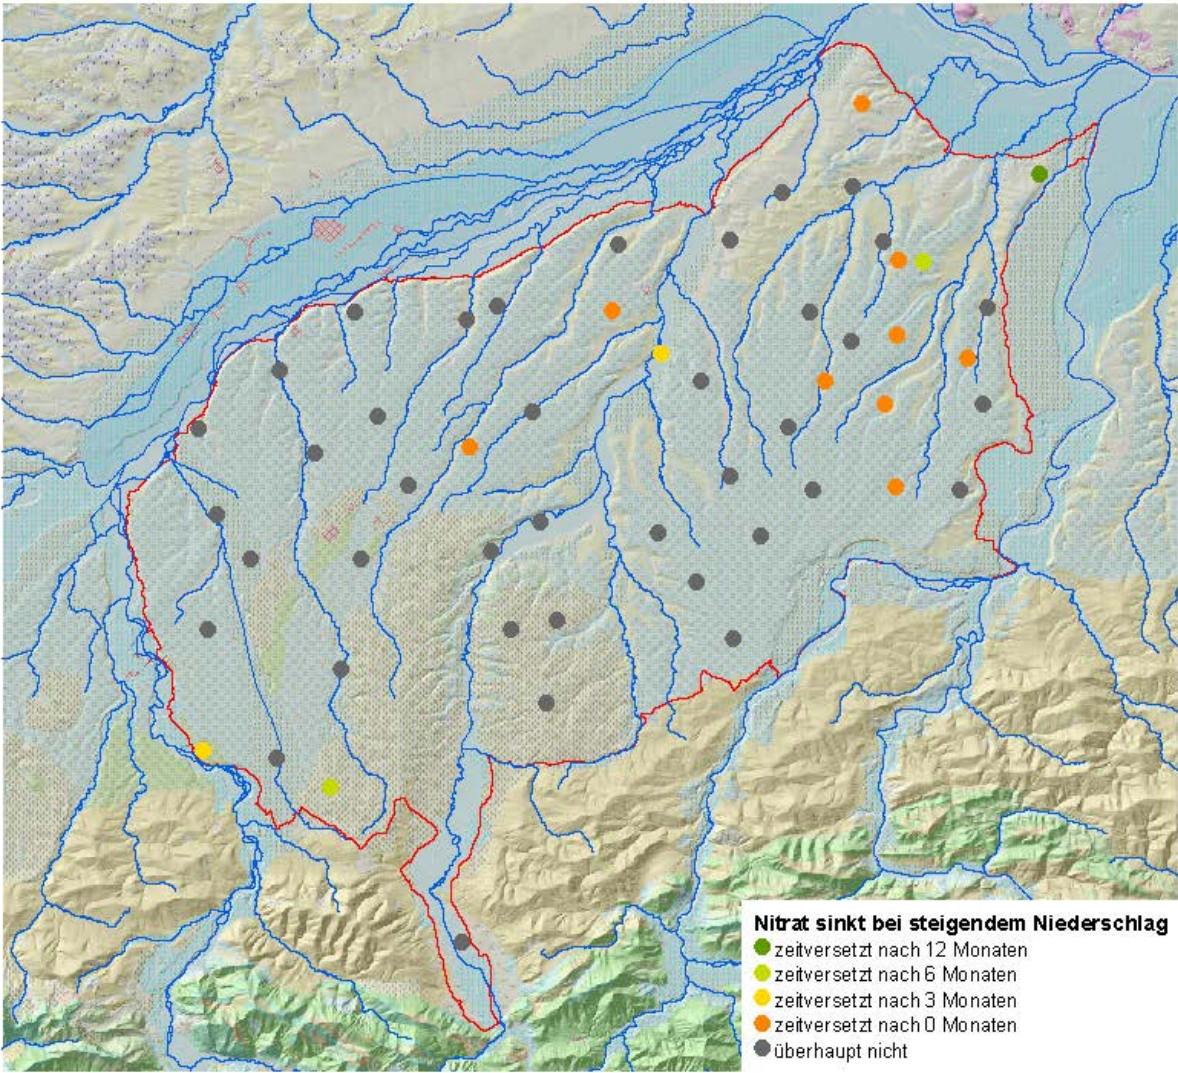 Nitrat sinkt bei steigendem Niederschlag
zeitversetzt nach 12 Monaten
zeitversetzt nach 6 Monaten
zeitversetzt nach 3 Monaten
zeitversetzt nach 0 Monaten
überhaupt nicht